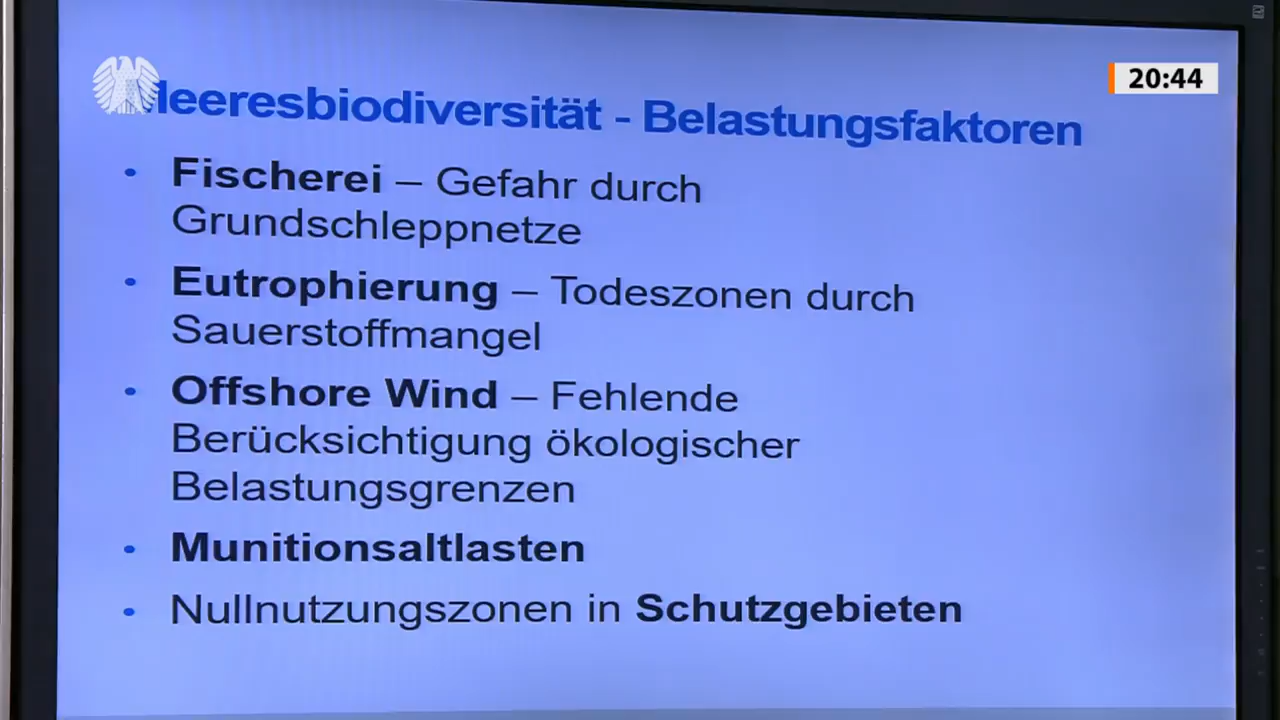 20:44
Meeresbiodiversität - Belastungsfaktoren
• Fischerei – Gefahr durch
Grundschleppnetze
• Eutrophierung – Todeszonen durch
Sauerstoffmangel
• Offshore Wind – Fehlende
Berücksichtigung ökologischer
Belastungsgrenzen
• Munitionsaltlasten
• Nullnutzungszonen in Schutzgebieten